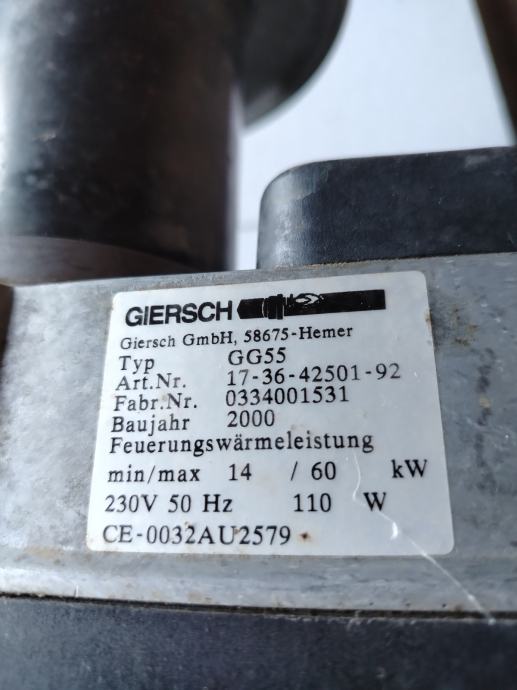 GIERSCH
Giersch GmbH, 58675-Hemer
Typ GG55
Art.Nr. 17-36-42501-92
Fabr.Nr. 0334001531
Baujahr 2000
Feuerungswärmeleistung
min/max 14 / 60 kW
230V 50 Hz 110 W
CE-0032AU2579